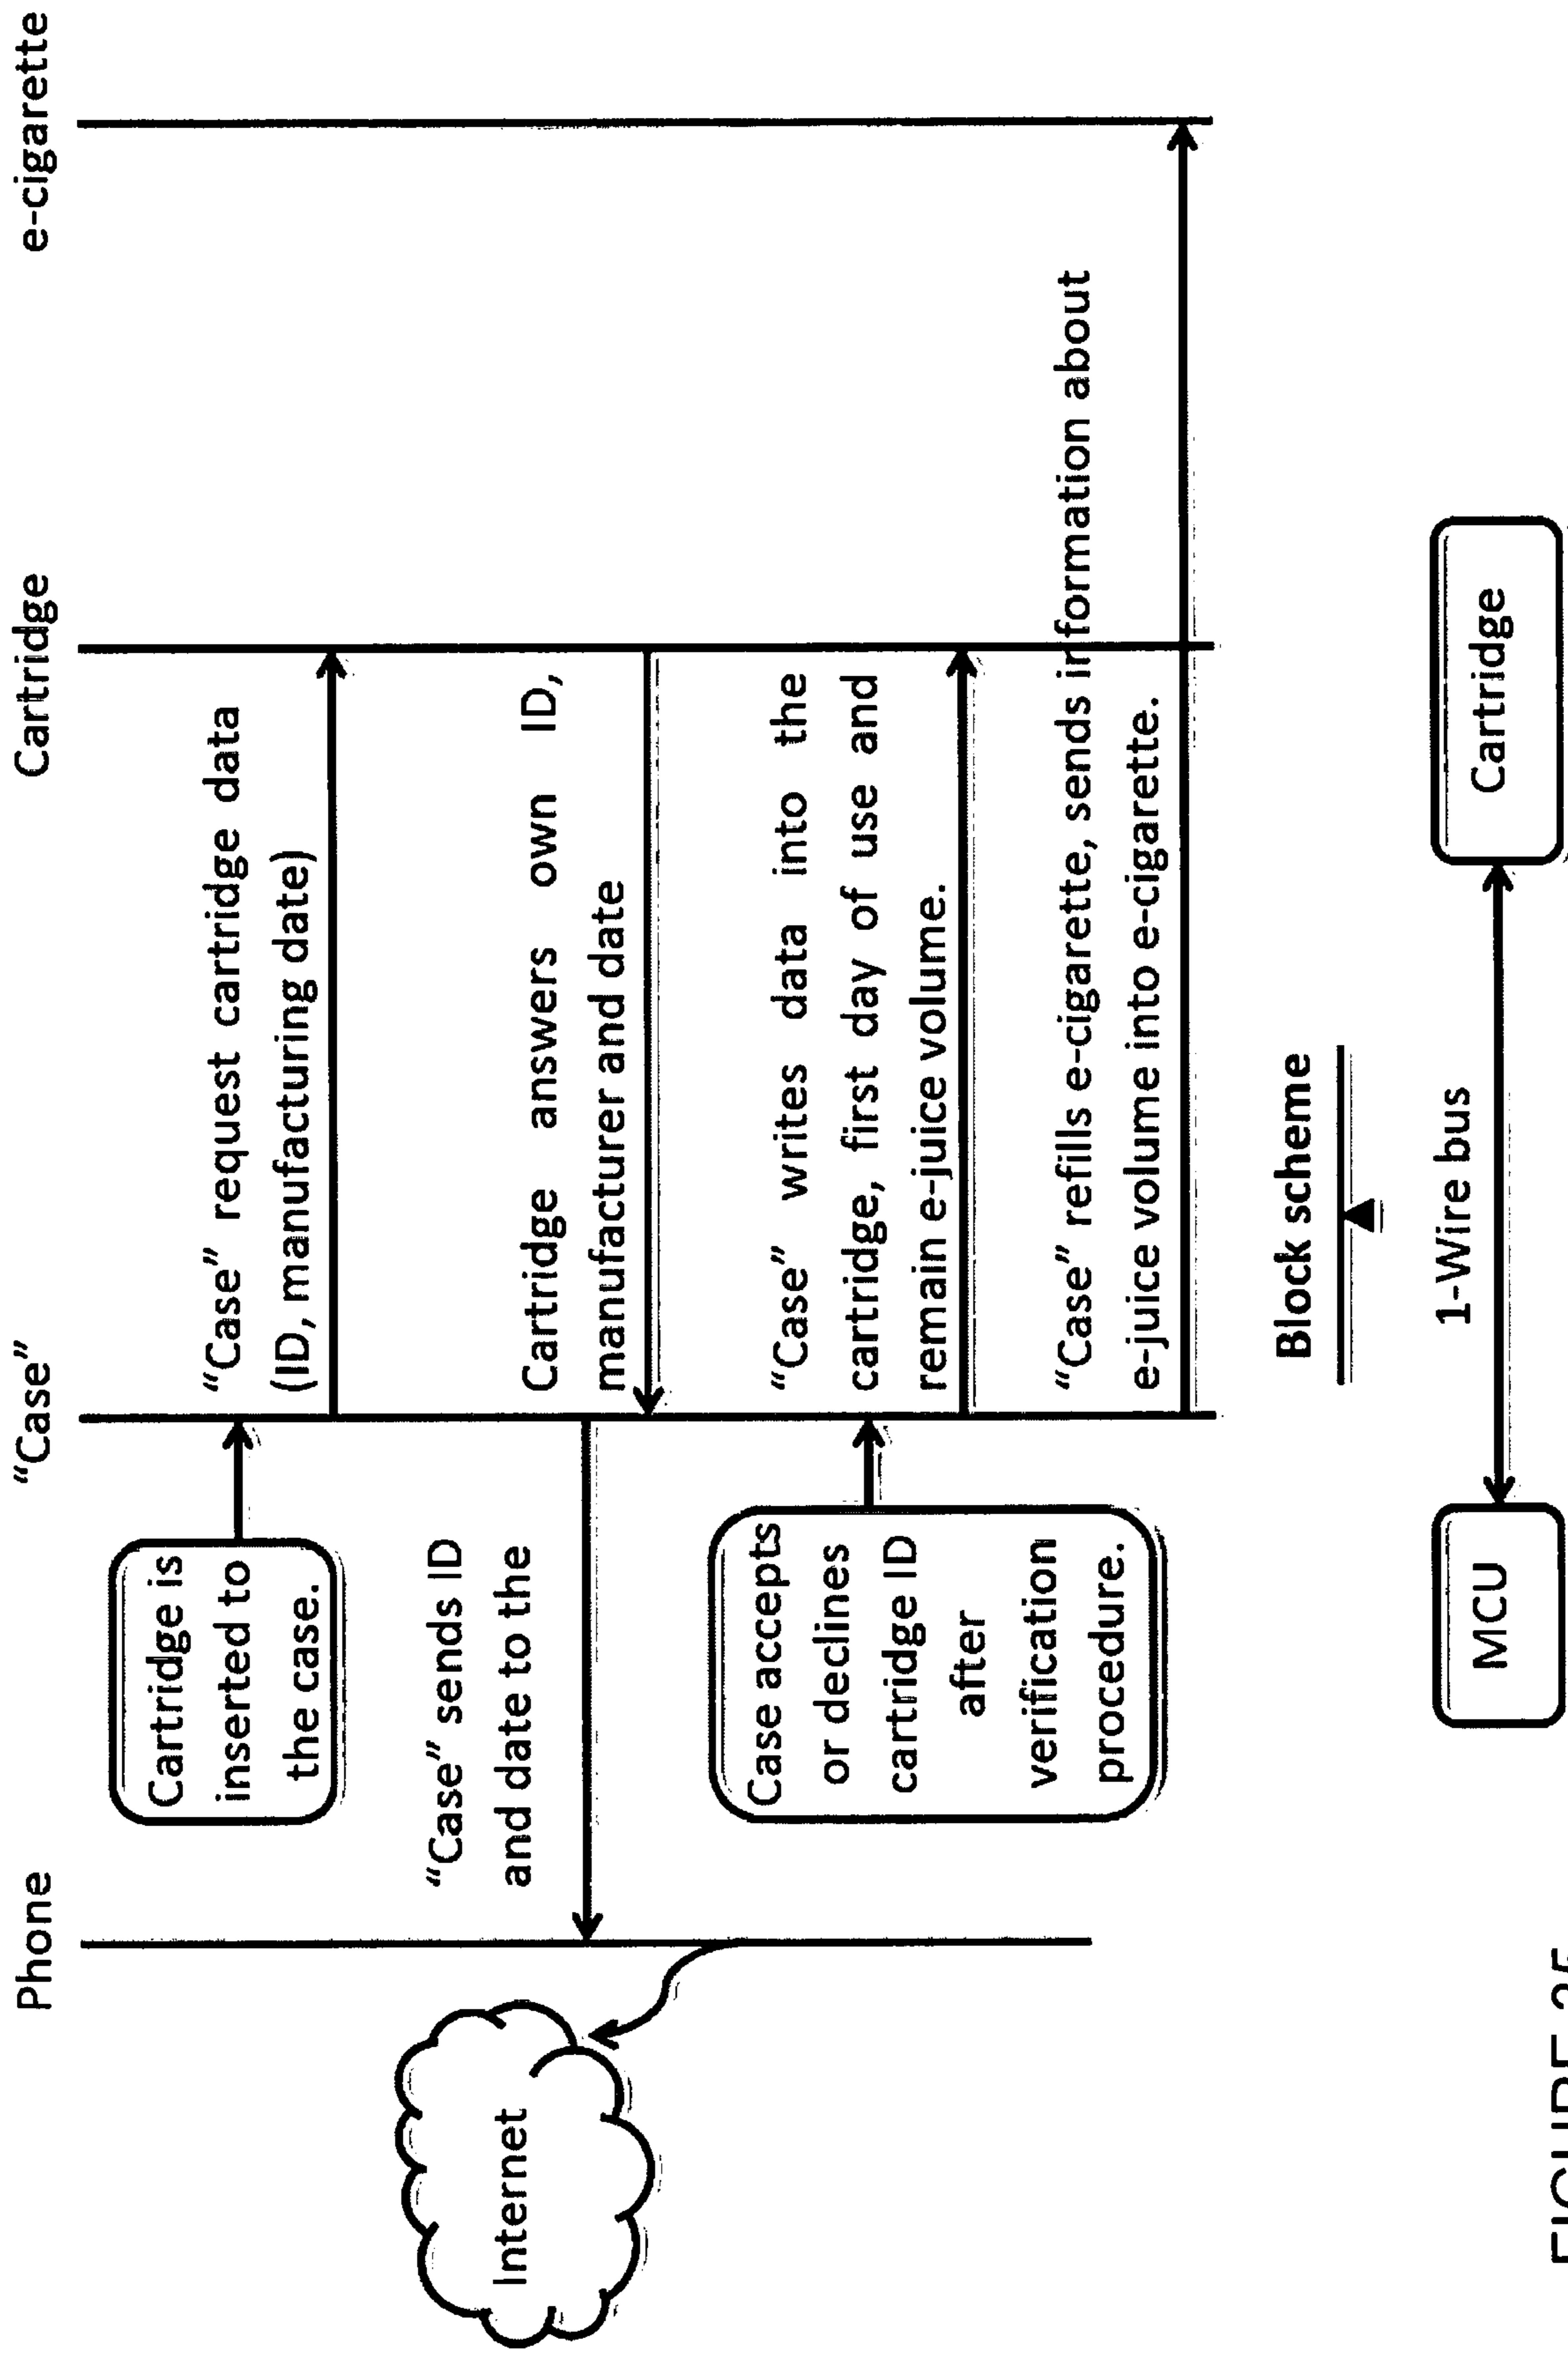 Phone
“Case”
Cartridge
e-cigarette
Cartridge is
inserted to
the case.
“Case” request cartridge data
(ID, manufacturing date)
“Case” sends ID
and date to the
Internet
Cartridge answers own ID,
manufacturer and date
Case accepts
or declines
cartridge ID
after
verification
procedure.
“Case” writes data into the
cartridge, first day of use and
remain e-juice volume.
“Case” refills e-cigarette, sends information about
e-juice volume into e-cigarette.
Block scheme
MCU
1-Wire bus
Cartridge
FIGURE